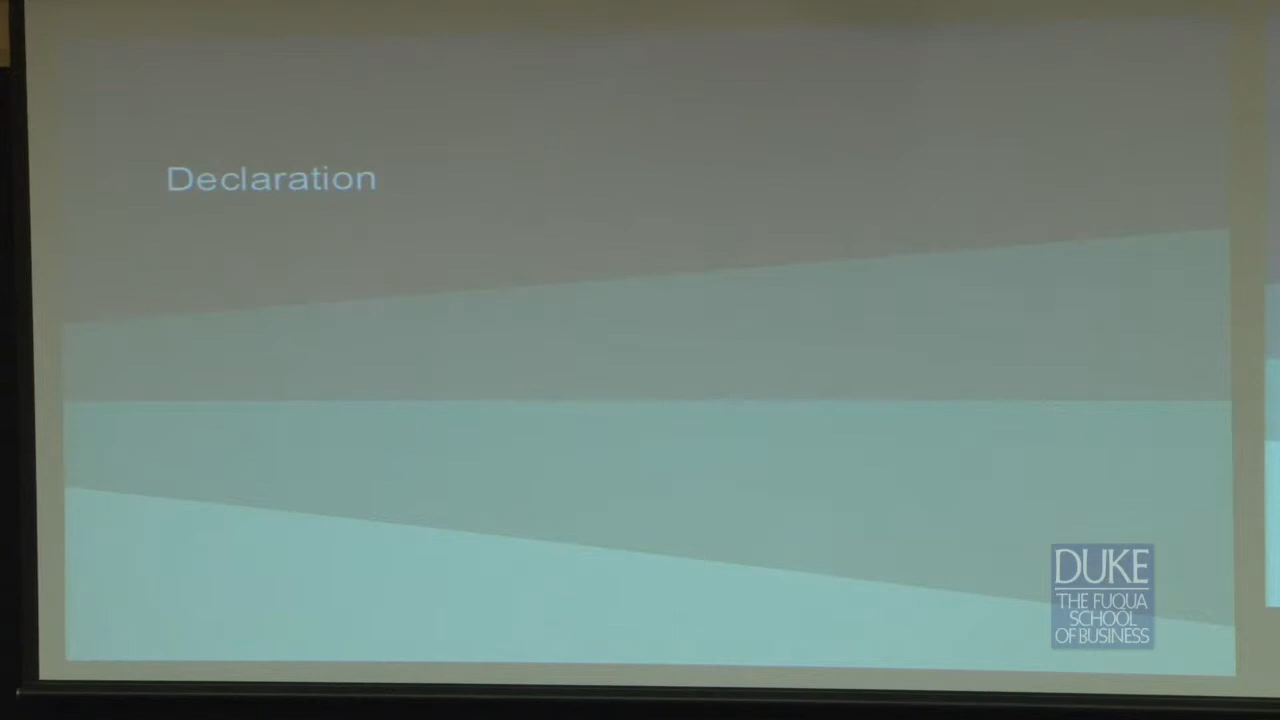 Declaration
DUKE
THE FUQUA
SCHOOL
OF BUSINESS